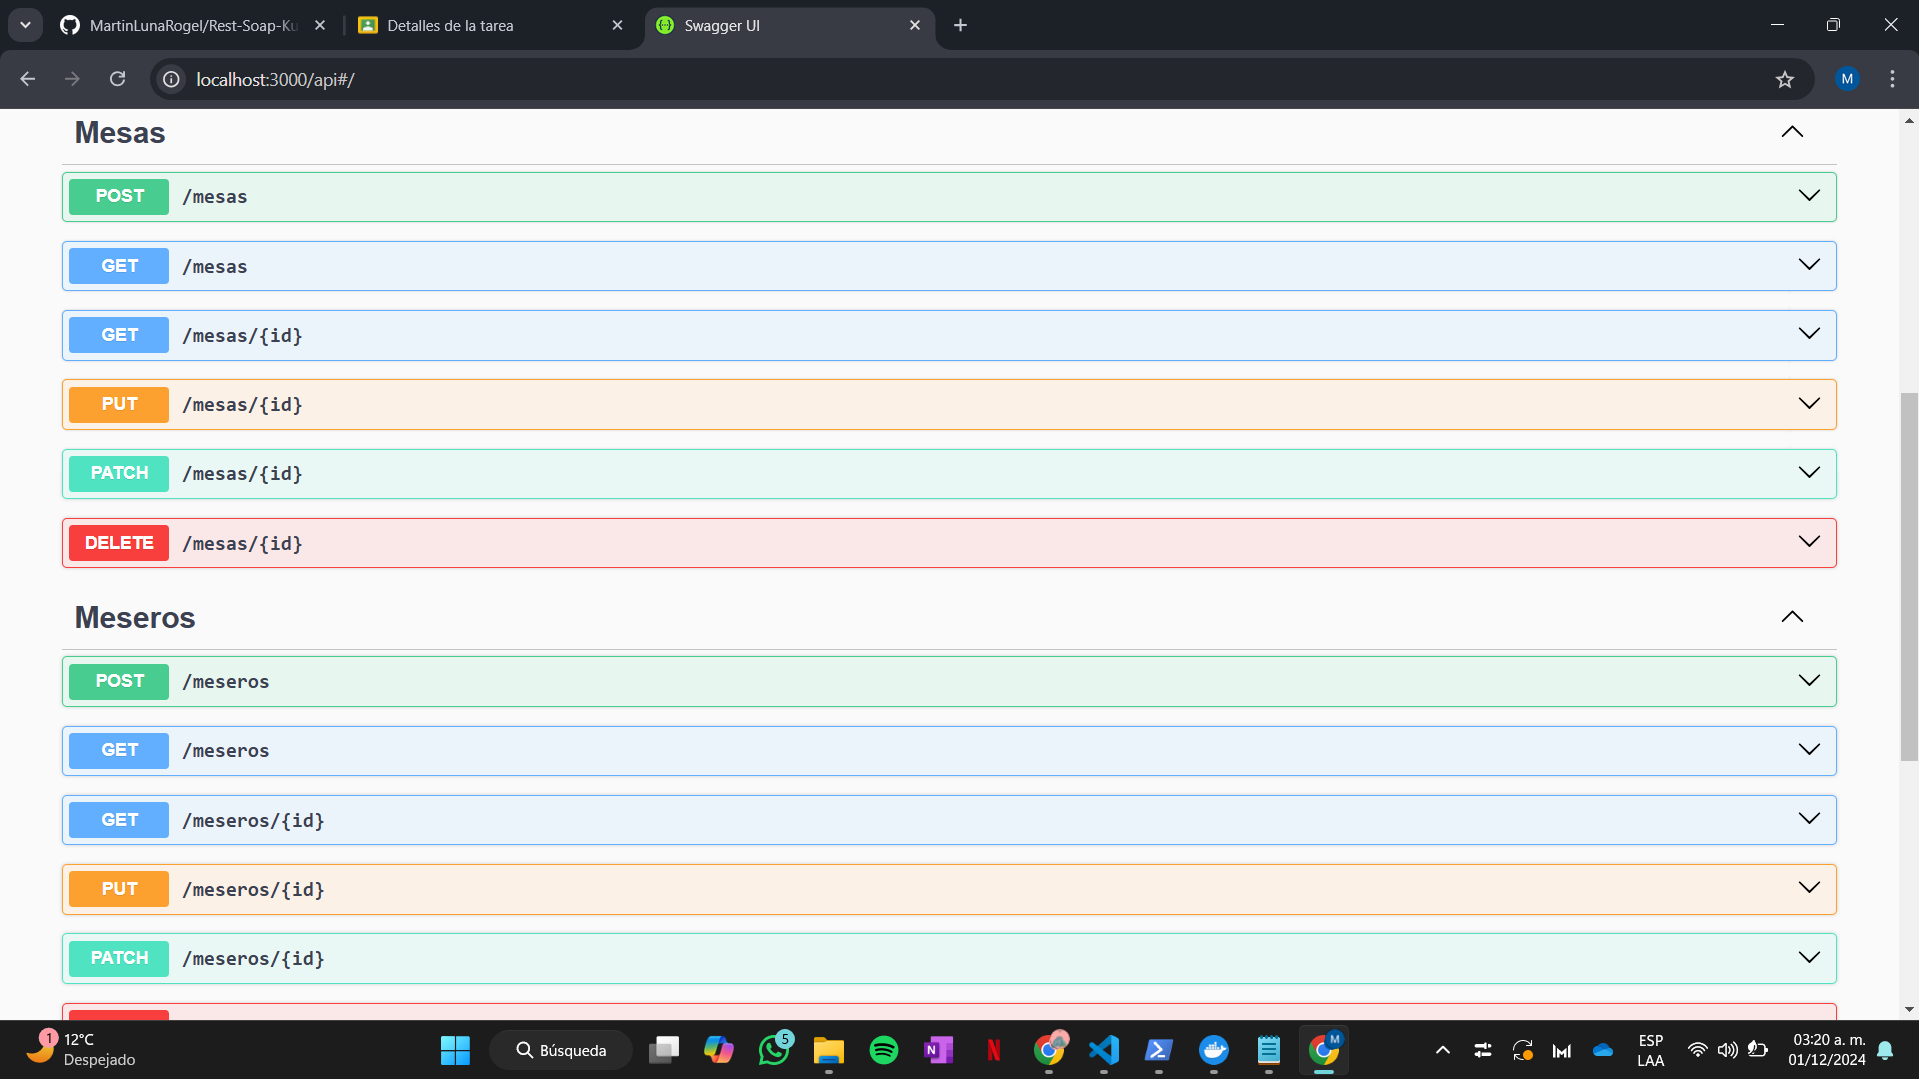 MartinLunaRogel/Rest-Soap-Ku
Detalles de la tarea
Swagger UI
localhost:3000/api#/
M
Mesas
POST /mesas
GET /mesas
GET /mesas/{id}
PUT /mesas/{id}
PATCH /mesas/{id}
DELETE /mesas/{id}
Meseros
POST /meseros
GET /meseros
GET /meseros/{id}
PUT /meseros/{id}
PATCH /meseros/{id}
1
12°C
Despejado
Búsqueda
5
N
N
M
ESP
LAA
03:20 a. m.
01/12/2024